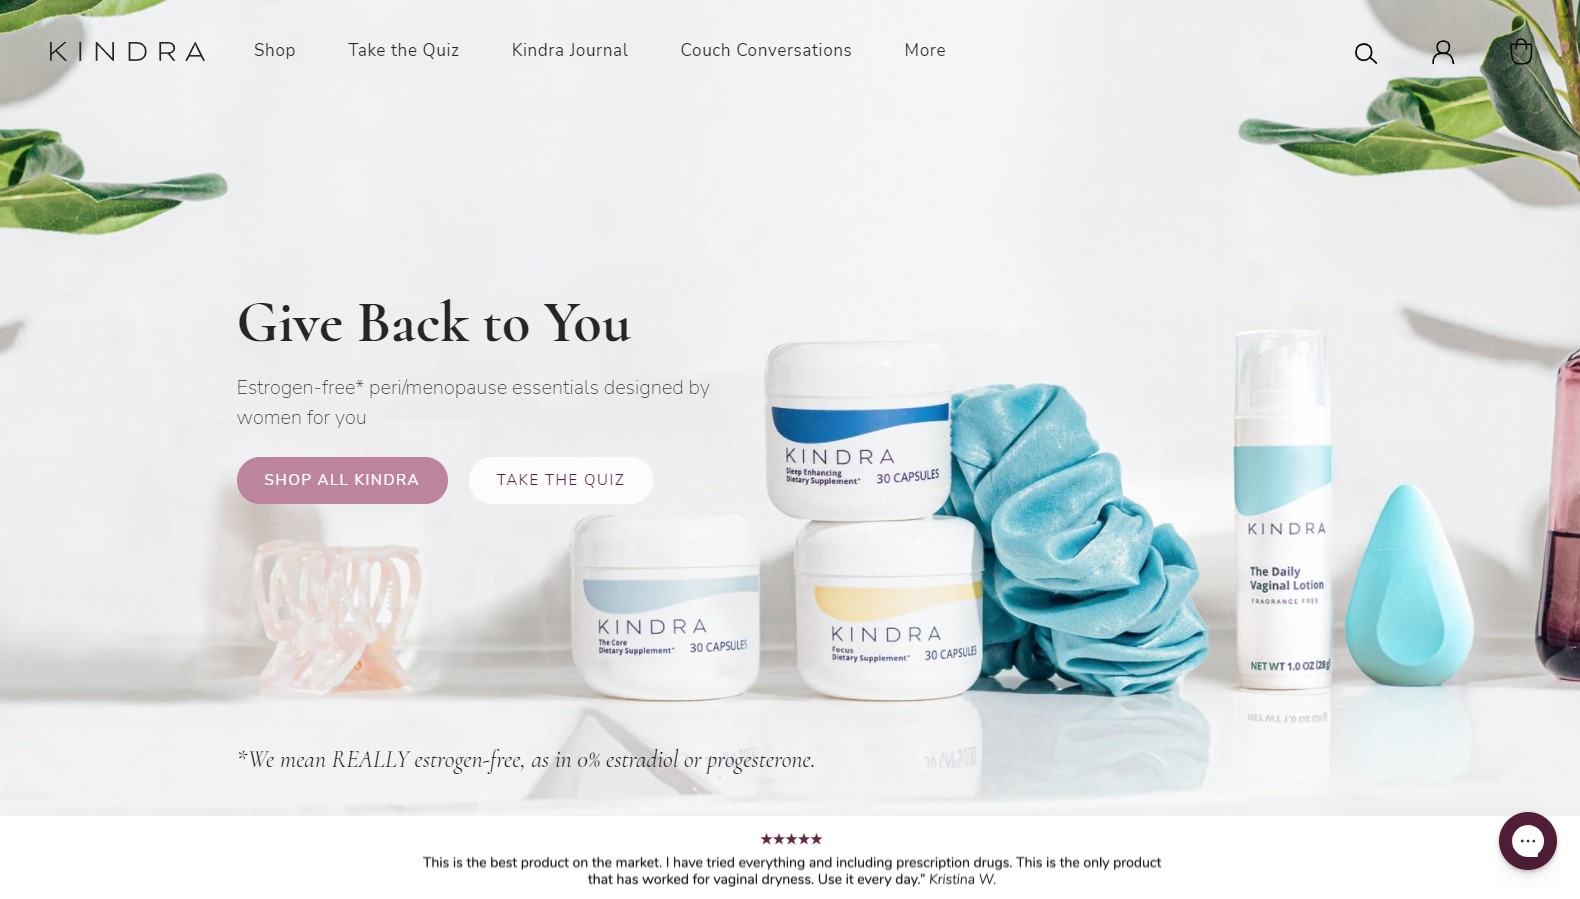 KINDRA
Shop
Take the Quiz
Kindra Journal
Couch Conversations
More
Give Back to You
Estrogen-free* peri/menopause essentials designed by
women for you
SHOP ALL KINDRA
TAKE THE QUIZ
KINDRA
Sleep Enhancing
Dietary Supplement*
30 CAPSULES
KINDRA
The Core
Dietary Supplement*
30 CAPSULES
KINDRA
Focus
Dietary Supplement*
30 CAPSULES
KINDRA
The Daily
Vaginal Lotion
FRAGRANCE FREE
NET WT 1.0 OZ (28g)
*We mean REALLY estrogen-free, as in 0% estradiol or progesterone.
★★★★★
This is the best product on the market. I have tried everything and including prescription drugs. This is the only product
that has worked for vaginal dryness. Use it every day." Kristina W.